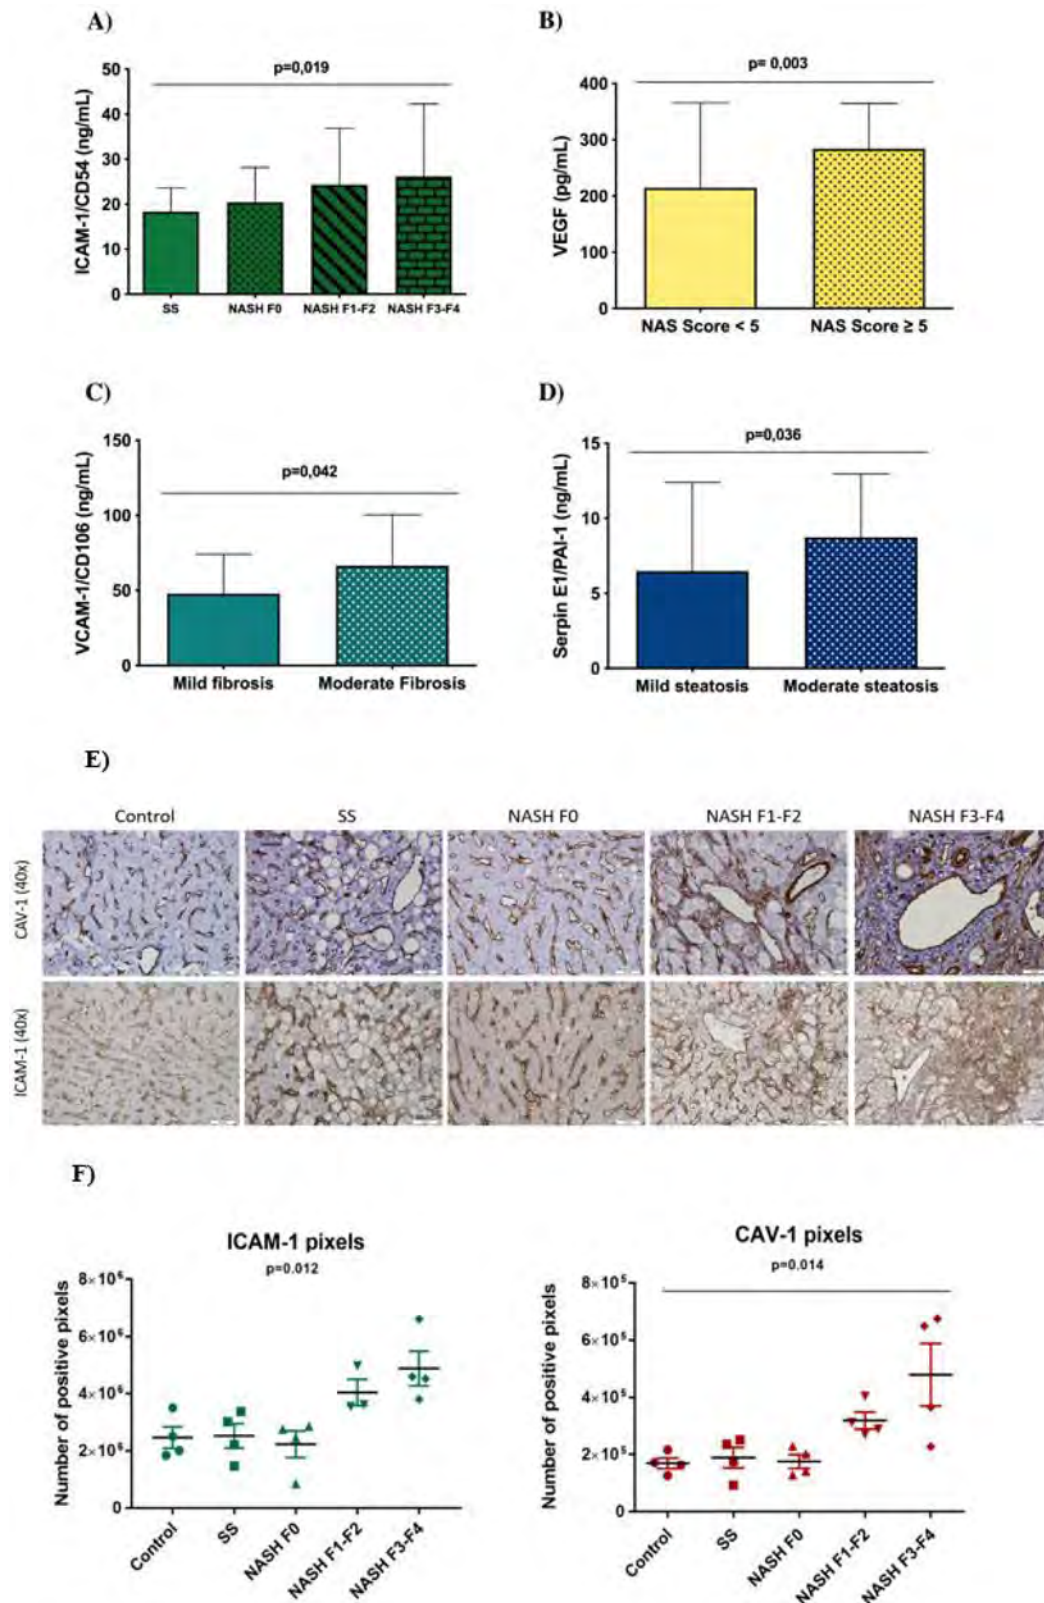 A)
p=0,019
ICAM-1/CD54 (ng/mL)
50
40
30
20
10
0
SS
NASH F0
NASH F1-F2
NASH F3-F4
B)
p= 0,003
VEGF (pg/mL)
400
300
200
100
0
NAS Score < 5
NAS Score ≥ 5
C)
p=0,042
VCAM-1/CD106 (ng/mL)
150
100
50
0
Mild fibrosis
Moderate Fibrosis
D)
p=0,036
Serpin E1/PAI-1 (ng/mL)
15
10
5
0
Mild steatosis
Moderate steatosis
E)
Control
SS
NASH F0
NASH F1-F2
NASH F3-F4
CAV-1 (40x)
ICAM-1 (40x)
F)
ICAM-1 pixels
p=0.012
Number of positive pixels
8×10⁶
6×10⁶
4×10⁶
2×10⁶
0
Control
SS
NASH F0
NASH F1-F2
NASH F3-F4
CAV-1 pixels
p=0.014
Number of positive pixels
8×10⁵
6×10⁵
4×10⁵
2×10⁵
0
Control
SS
NASH F0
NASH F1-F2
NASH F3-F4